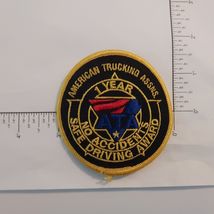 AMERICAN TRUCKING ASSNS.
1 YEAR
ATA
NO ACCIDENTS
SAFE DRIVING AWARD